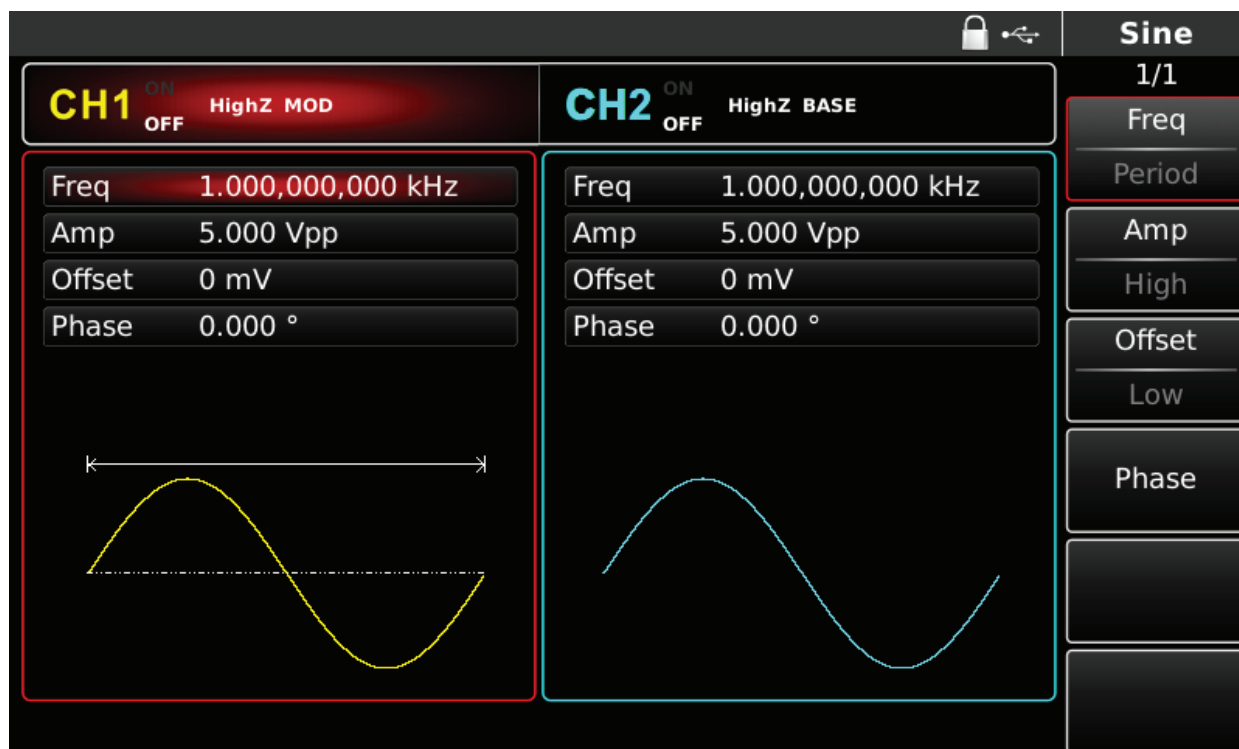 Sine
1/1
CH1 ON OFF HighZ MOD
CH2 ON OFF HighZ BASE
Freq 1.000,000,000 kHz
Amp 5.000 Vpp
Offset 0 mV
Phase 0.000 °
Freq 1.000,000,000 kHz
Amp 5.000 Vpp
Offset 0 mV
Phase 0.000 °
Freq
Period
Amp
High
Offset
Low
Phase